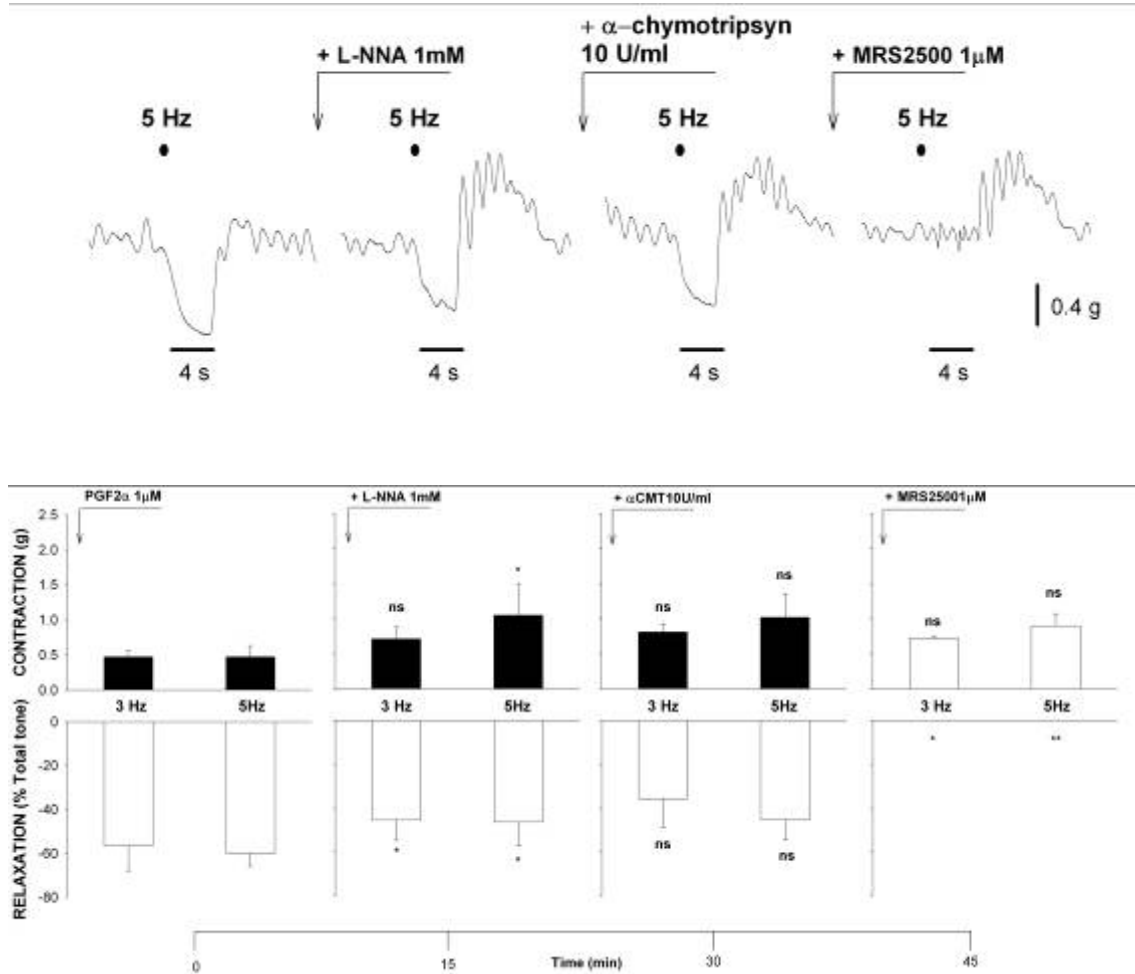 + α–chymotripsyn
+ L-NNA 1mM 10 U/ml + MRS2500 1μM
5 Hz 5 Hz 5 Hz 5 Hz
0.4 g
4 s 4 s 4 s 4 s
PGF2α 1μM + L-NNA 1mM + αCMT10U/ml + MRS25001μM
CONTRACTION (g)
2.5
2.0
1.5
1.0
0.5
0.0
* ns ns ns ns ns
3 Hz 5Hz 3 Hz 5Hz 3 Hz 5Hz 3 Hz 5Hz
RELAXATION (% Total tone)
0
-20
-40
-60
-80
* * ns ns * **
0 15 30 45
Time (min)